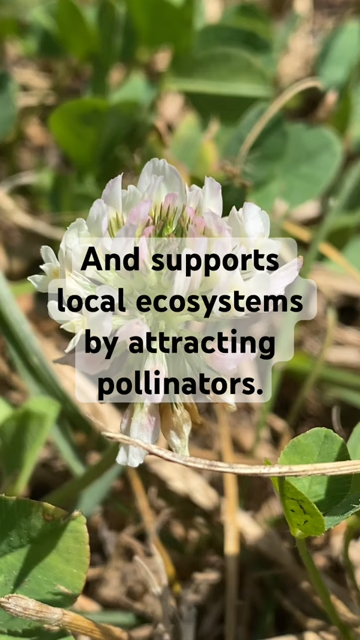 And supports
local ecosystems
by attracting
pollinators.